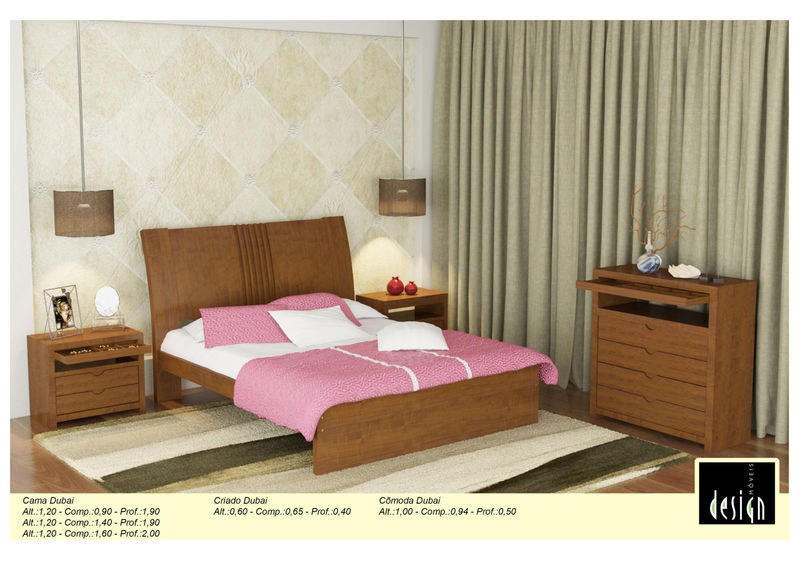 Cama Dubai
Alt.:1,20 - Comp.:0,90 - Prof.:1,90
Alt.:1,20 - Comp.:1,40 - Prof.:1,90
Alt.:1,20 - Comp.:1,60 - Prof.:2,00
Criado Dubai
Alt.:0,60 - Comp.:0,65 - Prof.:0,40
Cômoda Dubai
Alt.:1,00 - Comp.:0,94 - Prof.:0,50
design
MÓVEIS